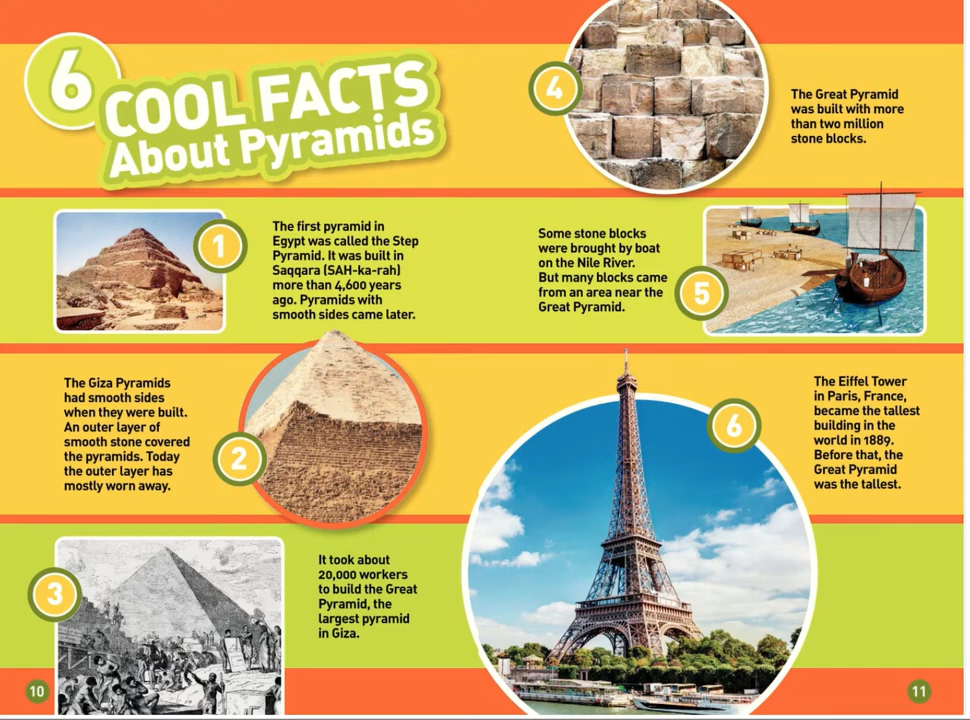 6
COOL FACTS
About Pyramids
1
The first pyramid in
Egypt was called the Step
Pyramid. It was built in
Saqqara (SAH-ka-rah)
more than 4,600 years
ago. Pyramids with
smooth sides came later.
The Giza Pyramids
had smooth sides
when they were built.
An outer layer of
smooth stone covered
the pyramids. Today
the outer layer has
mostly worn away.
2
3
It took about
20,000 workers
to build the Great
Pyramid, the
largest pyramid
in Giza.
10
4
The Great Pyramid
was built with more
than two million
stone blocks.
Some stone blocks
were brought by boat
on the Nile River.
But many blocks came
from an area near the
Great Pyramid.
5
6
The Eiffel Tower
in Paris, France,
became the tallest
building in the
world in 1889.
Before that, the
Great Pyramid
was the tallest.
11